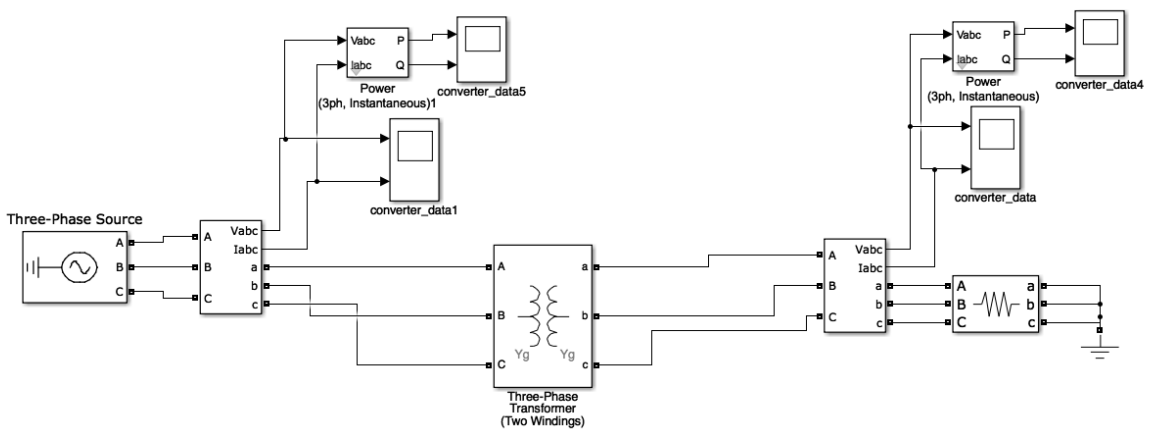 Vabc P
Iabc Q
Power
(3ph, Instantaneous)1
converter_data5
converter_data1
Vabc P
Iabc Q
Power
(3ph, Instantaneous)
converter_data4
converter_data
Three-Phase Source
A
B
C
A
B
C
Vabc
Iabc
a
b
c
A a
B b
C c
Yg Yg
Three-Phase
Transformer
(Two Windings)
A
B
C
Vabc
Iabc
a
b
c
A a
B b
C c